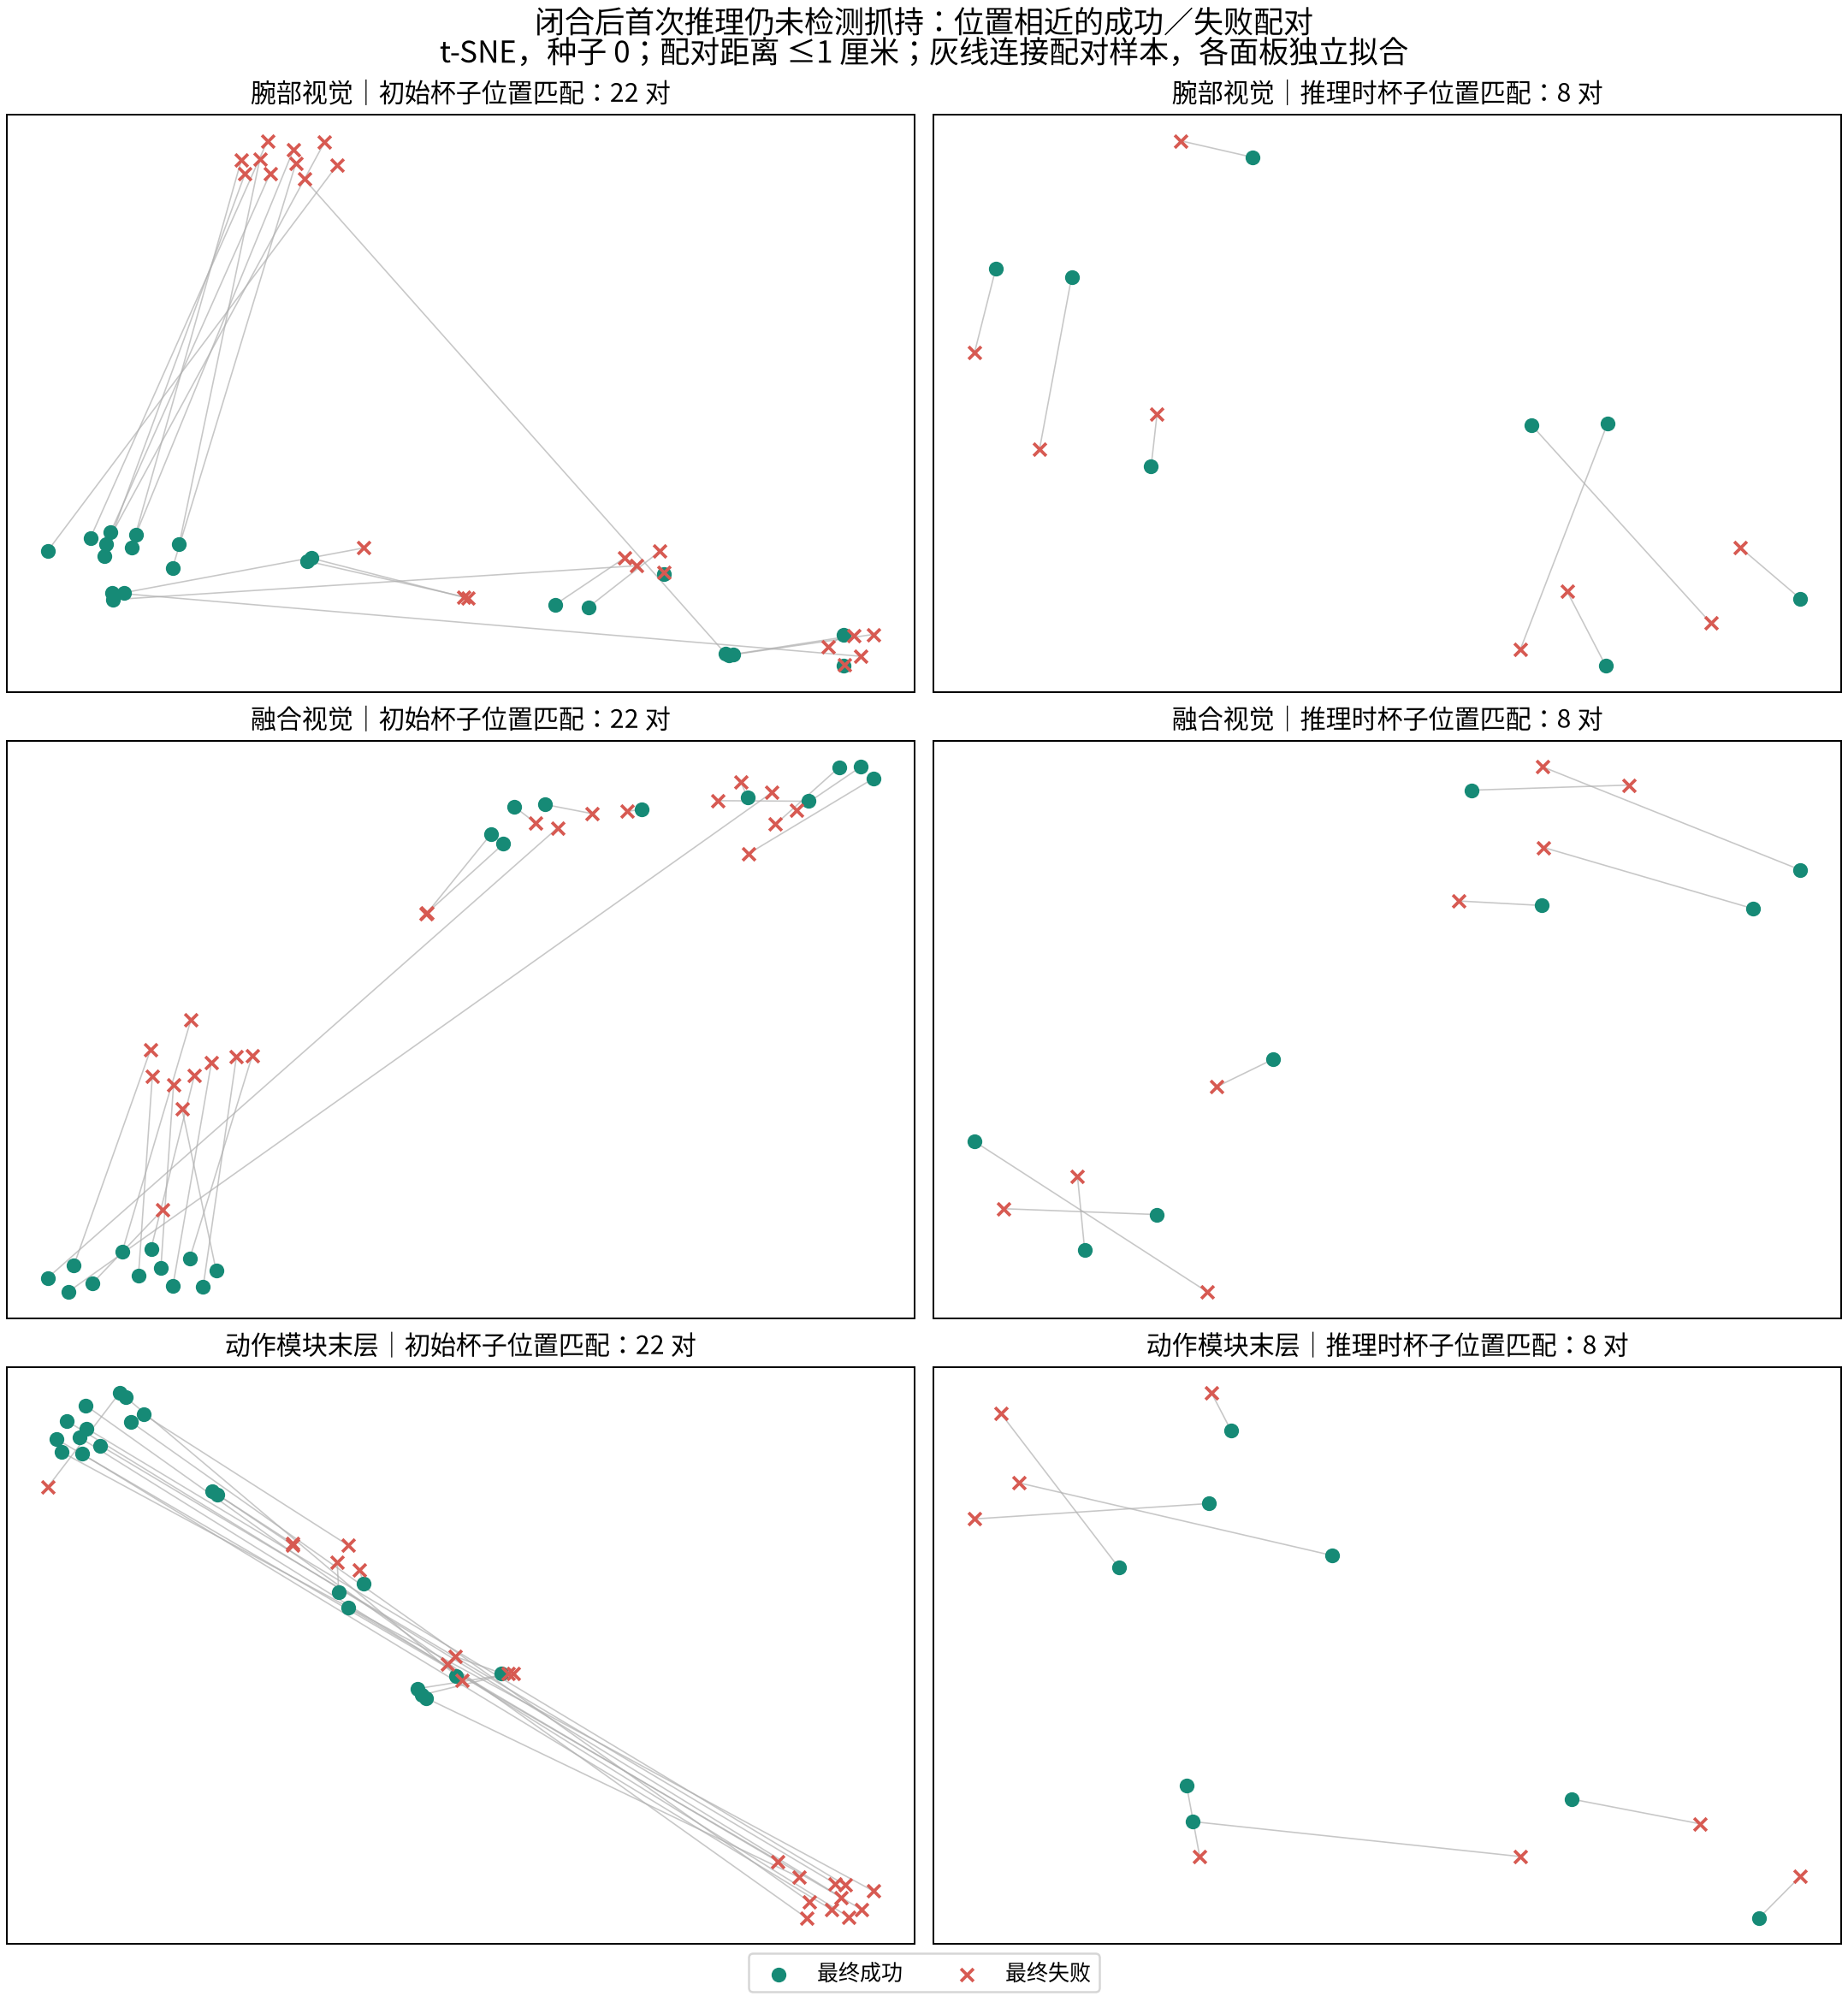 闭合后首次推理仍未检测抓持：位置相近的成功／失败配对
t-SNE，种子 0；配对距离 ≤1 厘米；灰线连接配对样本，各面板独立拟合
腕部视觉｜初始杯子位置匹配：22 对
腕部视觉｜推理时杯子位置匹配：8 对
融合视觉｜初始杯子位置匹配：22 对
融合视觉｜推理时杯子位置匹配：8 对
动作模块末层｜初始杯子位置匹配：22 对
动作模块末层｜推理时杯子位置匹配：8 对
最终成功
最终失败